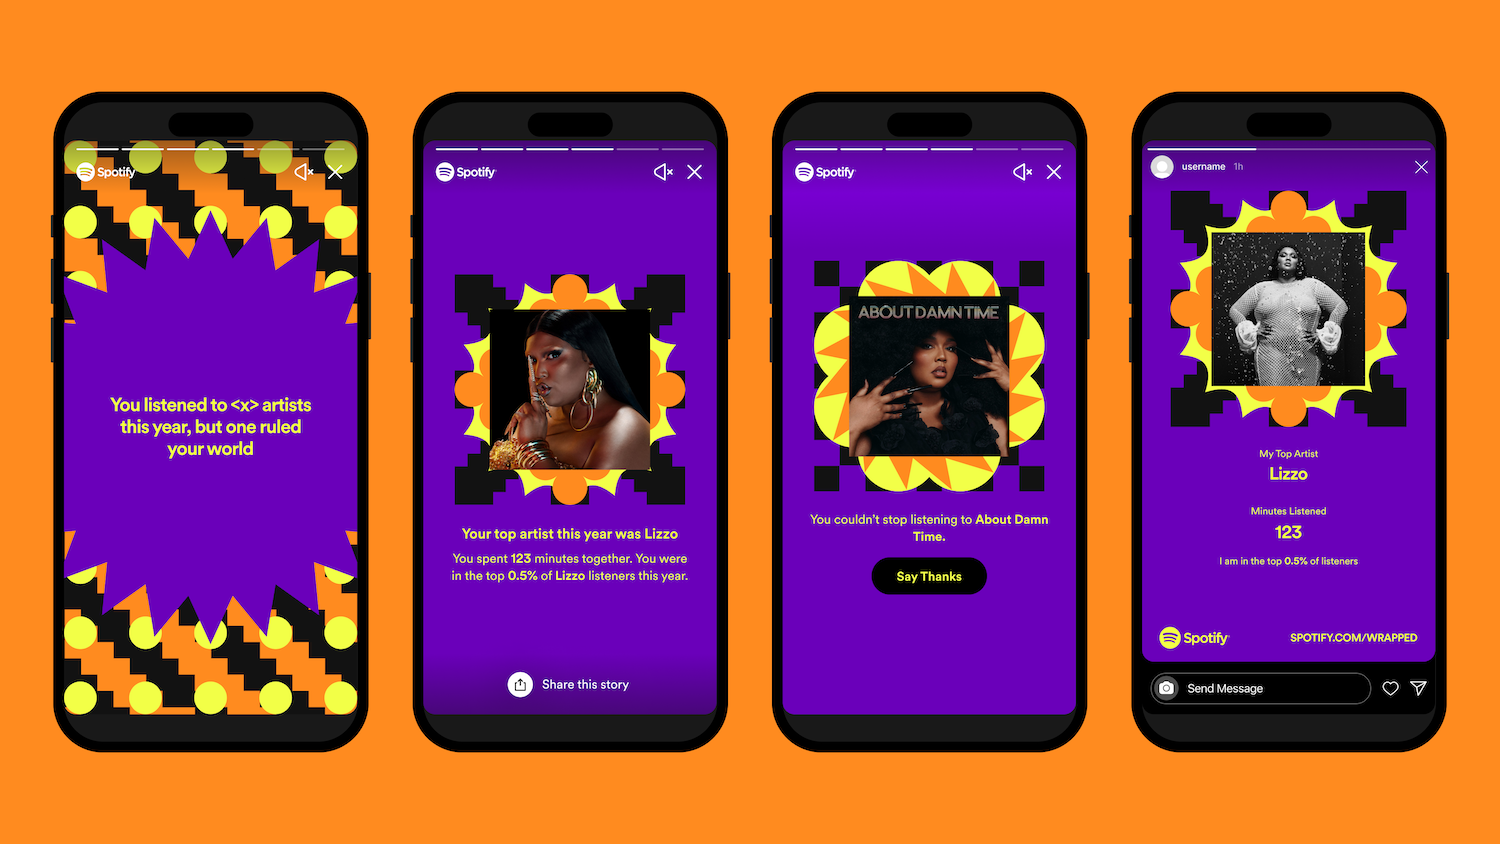 Spotify
You listened to <x> artists
this year, but one ruled
your world
Spotify
Your top artist this year was Lizzo
You spent 123 minutes together. You were
in the top 0.5% of Lizzo listeners this year.
Share this story
Spotify
ABOUT DAMN TIME
You couldn't stop listening to About Damn
Time.
Say Thanks
username 1h
My Top Artist
Lizzo
Minutes Listened
123
I am in the top 0.5% of listeners
Spotify
SPOTIFY.COM/WRAPPED
Send Message